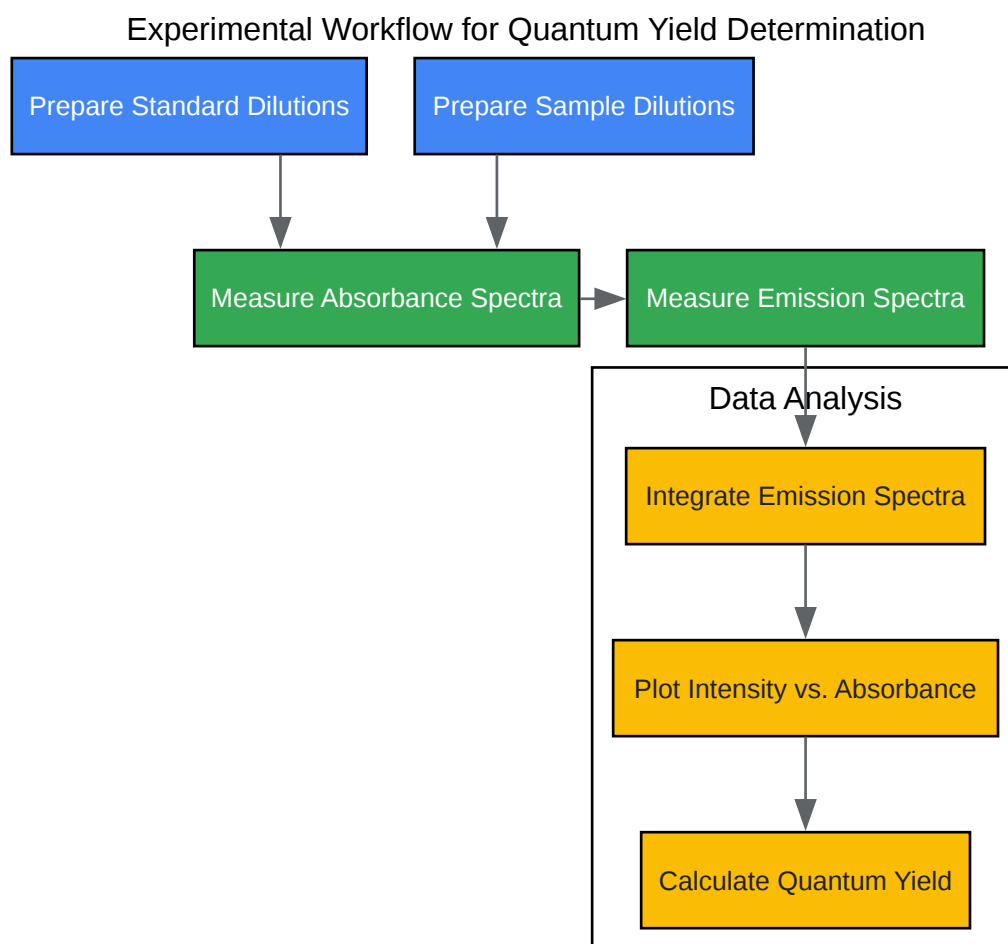 Experimental Workflow for Quantum Yield Determination
Prepare Standard Dilutions
Prepare Sample Dilutions
Measure Absorbance Spectra
Measure Emission Spectra
Data Analysis
Integrate Emission Spectra
Plot Intensity vs. Absorbance
Calculate Quantum Yield